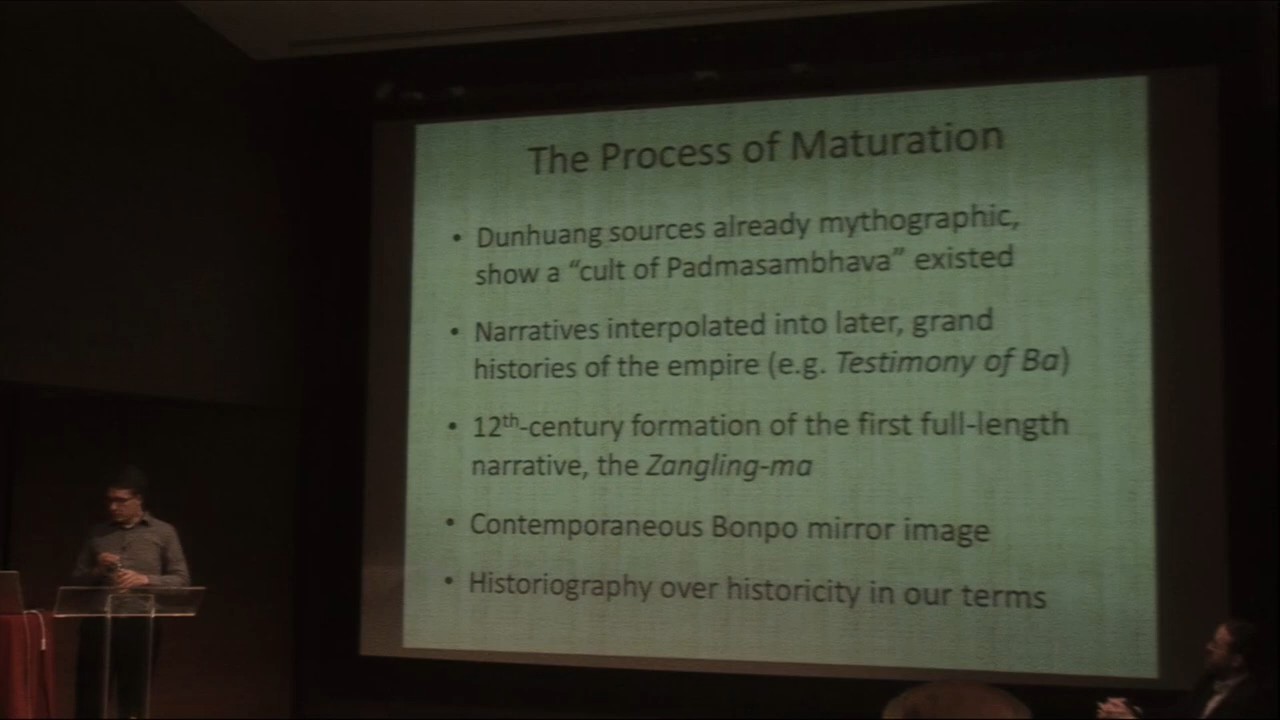 The Process of Maturation
• Dunhuang sources already mythographic,
show a “cult of Padmasambhava” existed
• Narratives interpolated into later, grand
histories of the empire (e.g. Testimony of Ba)
• 12th-century formation of the first full-length
narrative, the Zangling-ma
• Contemporaneous Bonpo mirror image
• Historiography over historicity in our terms